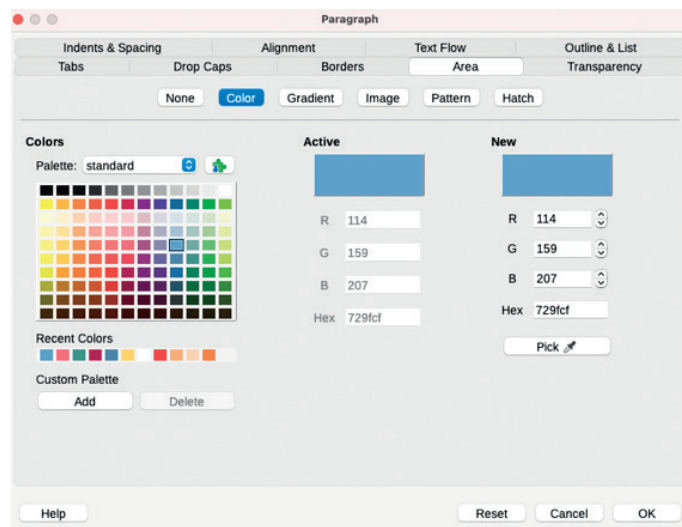 Paragraph
Indents & Spacing Alignment Text Flow Outline & List
Tabs Drop Caps Borders Area Transparency
None Color Gradient Image Pattern Hatch
Colors Active New
Palette: standard
R 114 R 114
G 159 G 159
B 207 B 207
Hex 729fcf Hex 729fcf
Recent Colors
Pick
Custom Palette
Add Delete
Help Reset Cancel OK